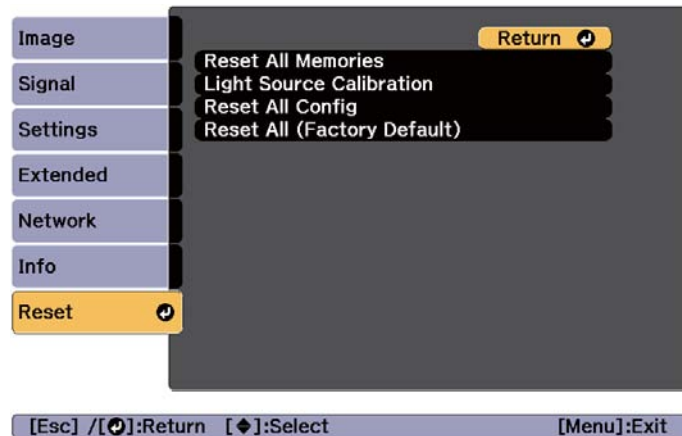 Image
Signal
Settings
Extended
Network
Info
Reset
Return
Reset All Memories
Light Source Calibration
Reset All Config
Reset All (Factory Default)
[Esc] /[ ]:Return [ ]:Select [Menu]:Exit